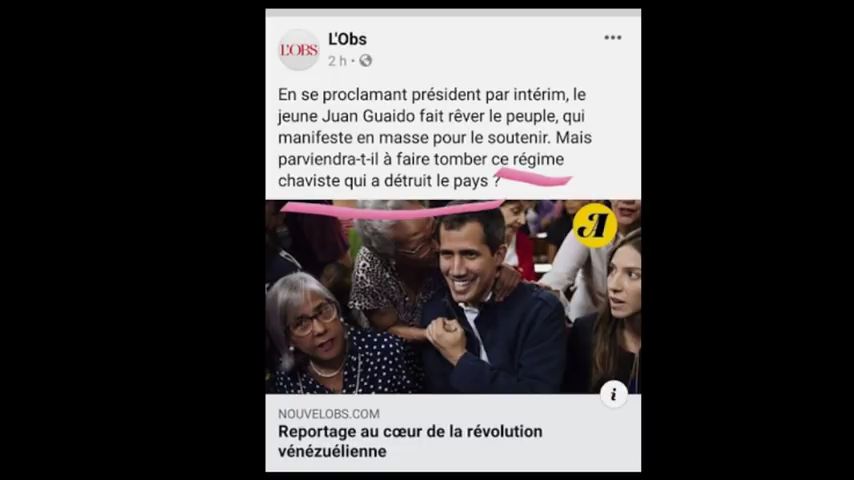 L'OBS
L'Obs
2 h
En se proclamant président par intérim, le
jeune Juan Guaido fait rêver le peuple, qui
manifeste en masse pour le soutenir. Mais
parviendra-t-il à faire tomber ce régime
chaviste qui a détruit le pays ?
A
i
NOUVELOBS.COM
Reportage au cœur de la révolution
vénézuélienne